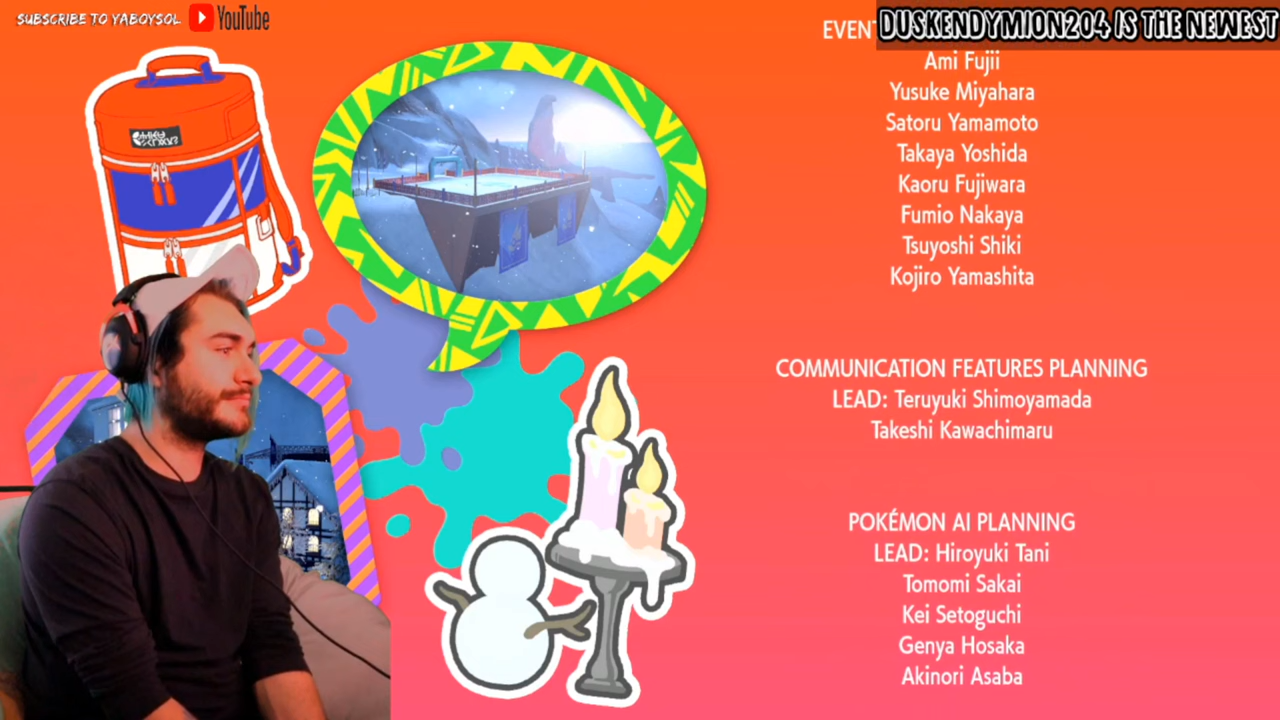 SUBSCRIBE TO YABOYSOL YouTube
DUSKENDYMION204 IS THE NEWEST
EVENT
Ami Fujii
Yusuke Miyahara
Satoru Yamamoto
Takaya Yoshida
Kaoru Fujiwara
Fumio Nakaya
Tsuyoshi Shiki
Kojiro Yamashita
COMMUNICATION FEATURES PLANNING
LEAD: Teruyuki Shimoyamada
Takeshi Kawachimaru
POKÉMON AI PLANNING
LEAD: Hiroyuki Tani
Tomomi Sakai
Kei Setoguchi
Genya Hosaka
Akinori Asaba